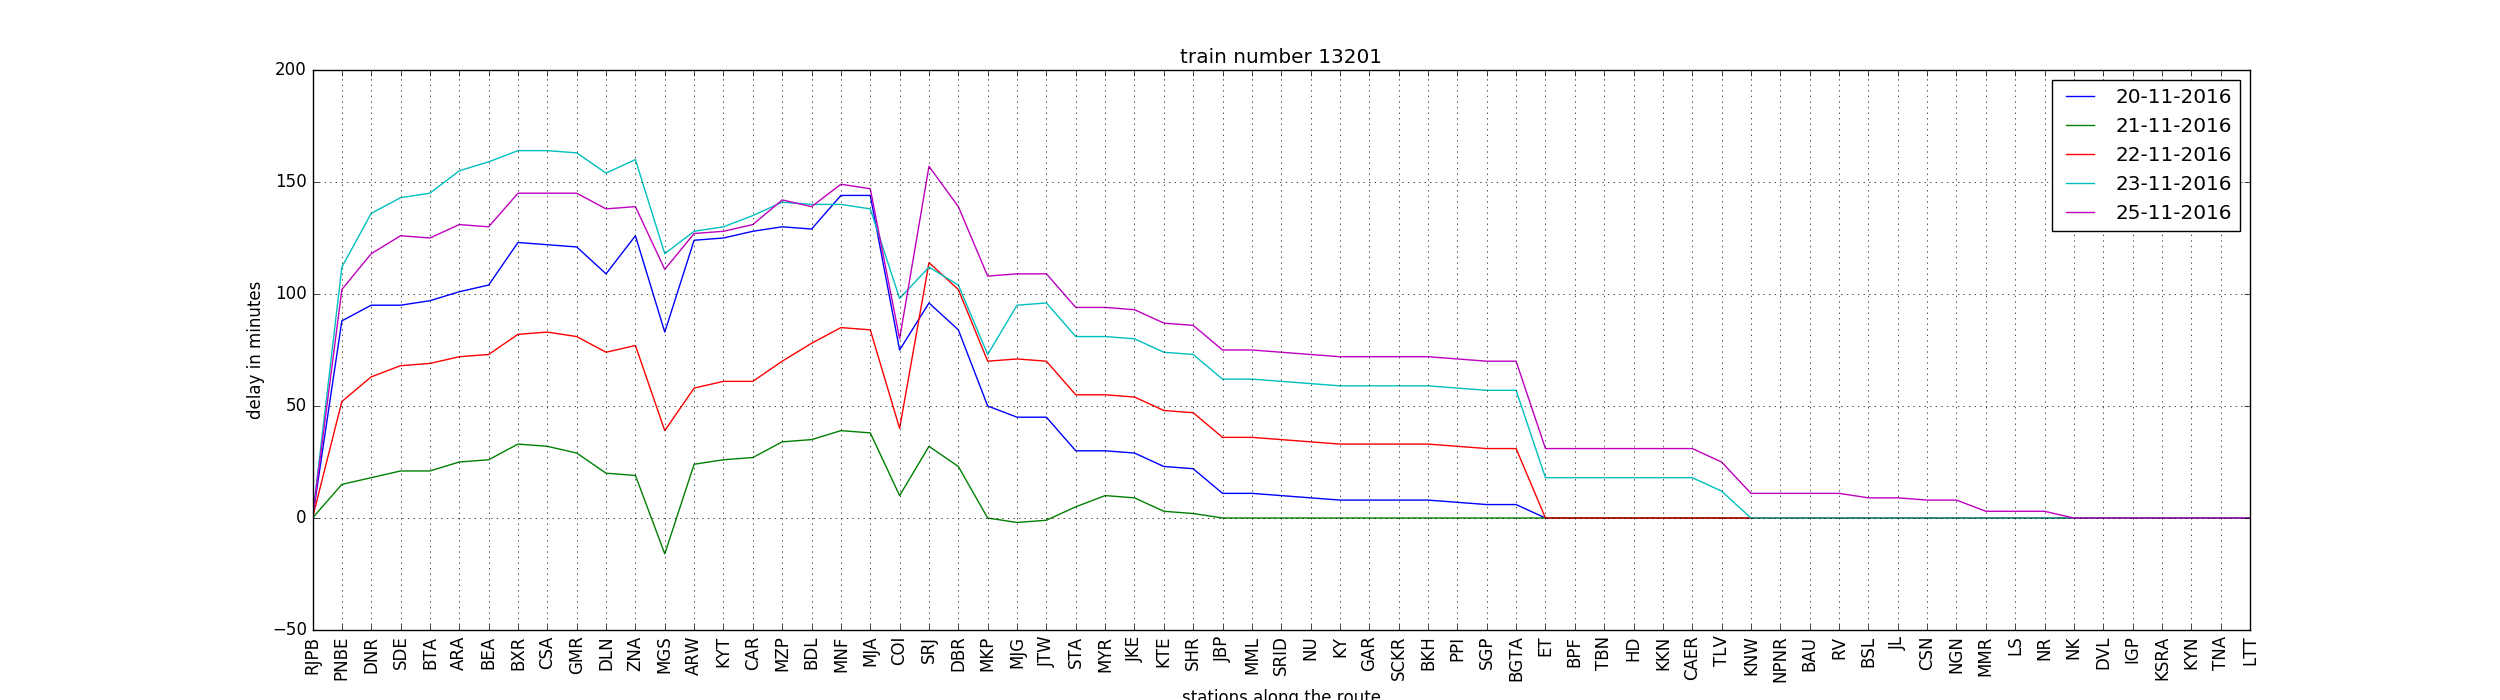 train number 13201
200
150
100
50
0
−50
delay in minutes
20-11-2016
21-11-2016
22-11-2016
23-11-2016
25-11-2016
RJPB PNBE DNR SDE BTA ARA BEA BXR CSA GMR DLN ZNA MGS ARW KYT CAR MZP BDL MNF MJA COI SRJ DBR MKP MJG JTW STA MYR JKE KTE SHR JBP MML SRID NU KY GAR SCKR BKH PPI SGP BGTA ET BPF TBN HD KKN CAER TLV KNW NPNR BAU RV BSL JL CSN NGN MMR LS NR NK DVL IGP KSRA KYN TNA LTT
stations along the route